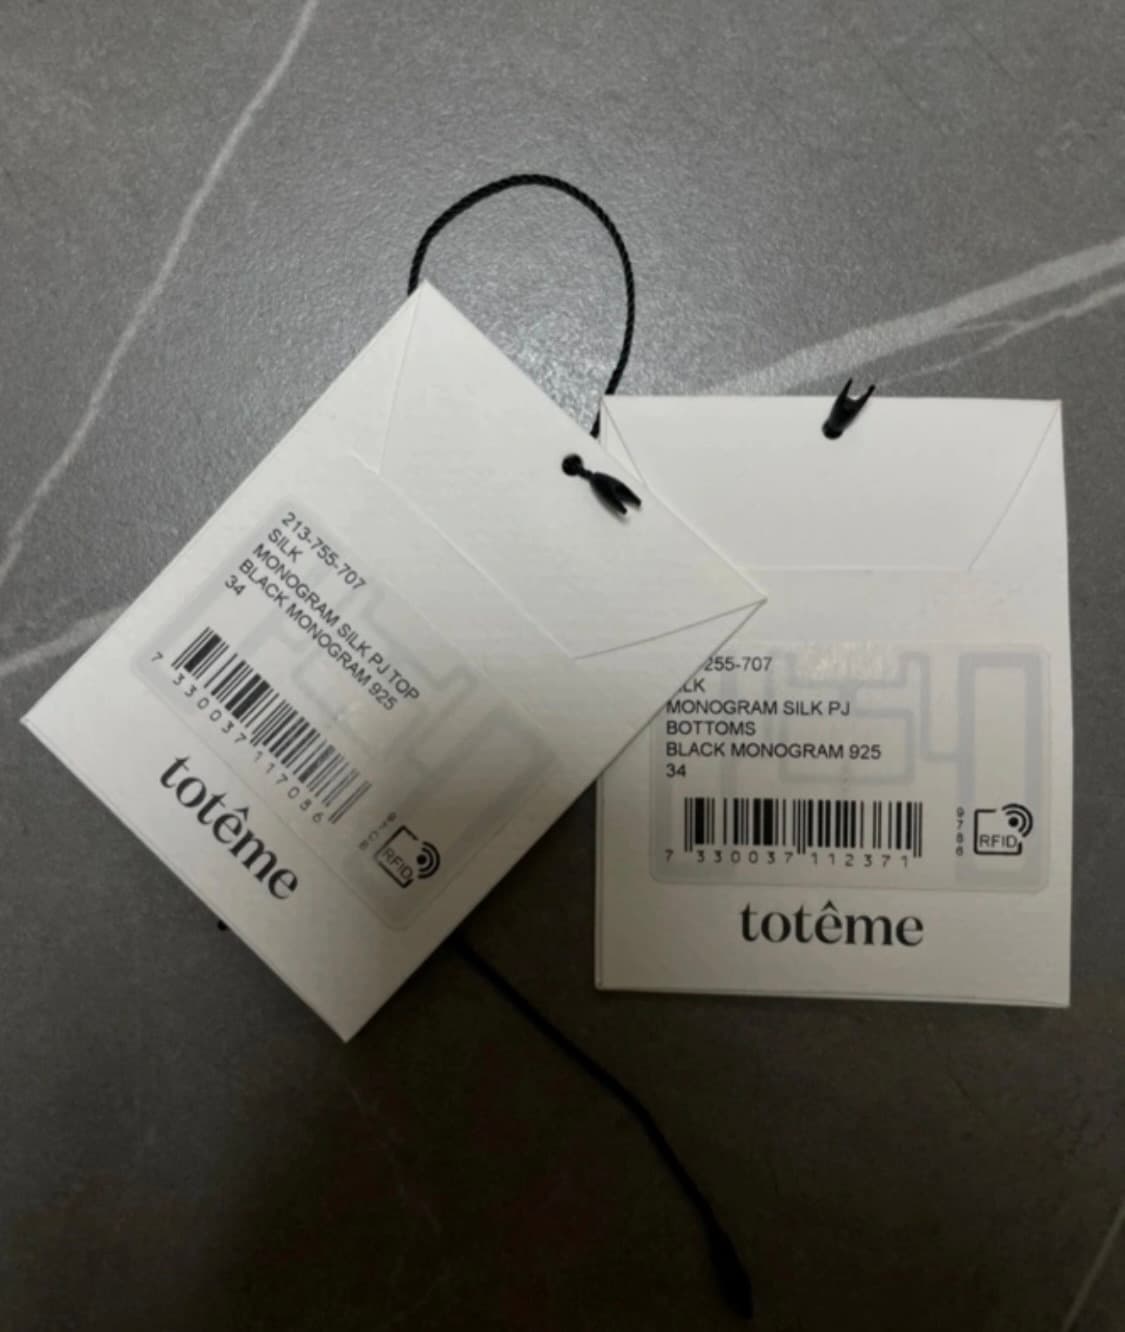 213-755-707
SILK
MONOGRAM SILK PJ TOP
BLACK MONOGRAM 925
34
7 330037 117086
RFID
totême
255-707
MONOGRAM SILK PJ
BOTTOMS
BLACK MONOGRAM 925
34
7 330037 112371
9786
RFID
totême